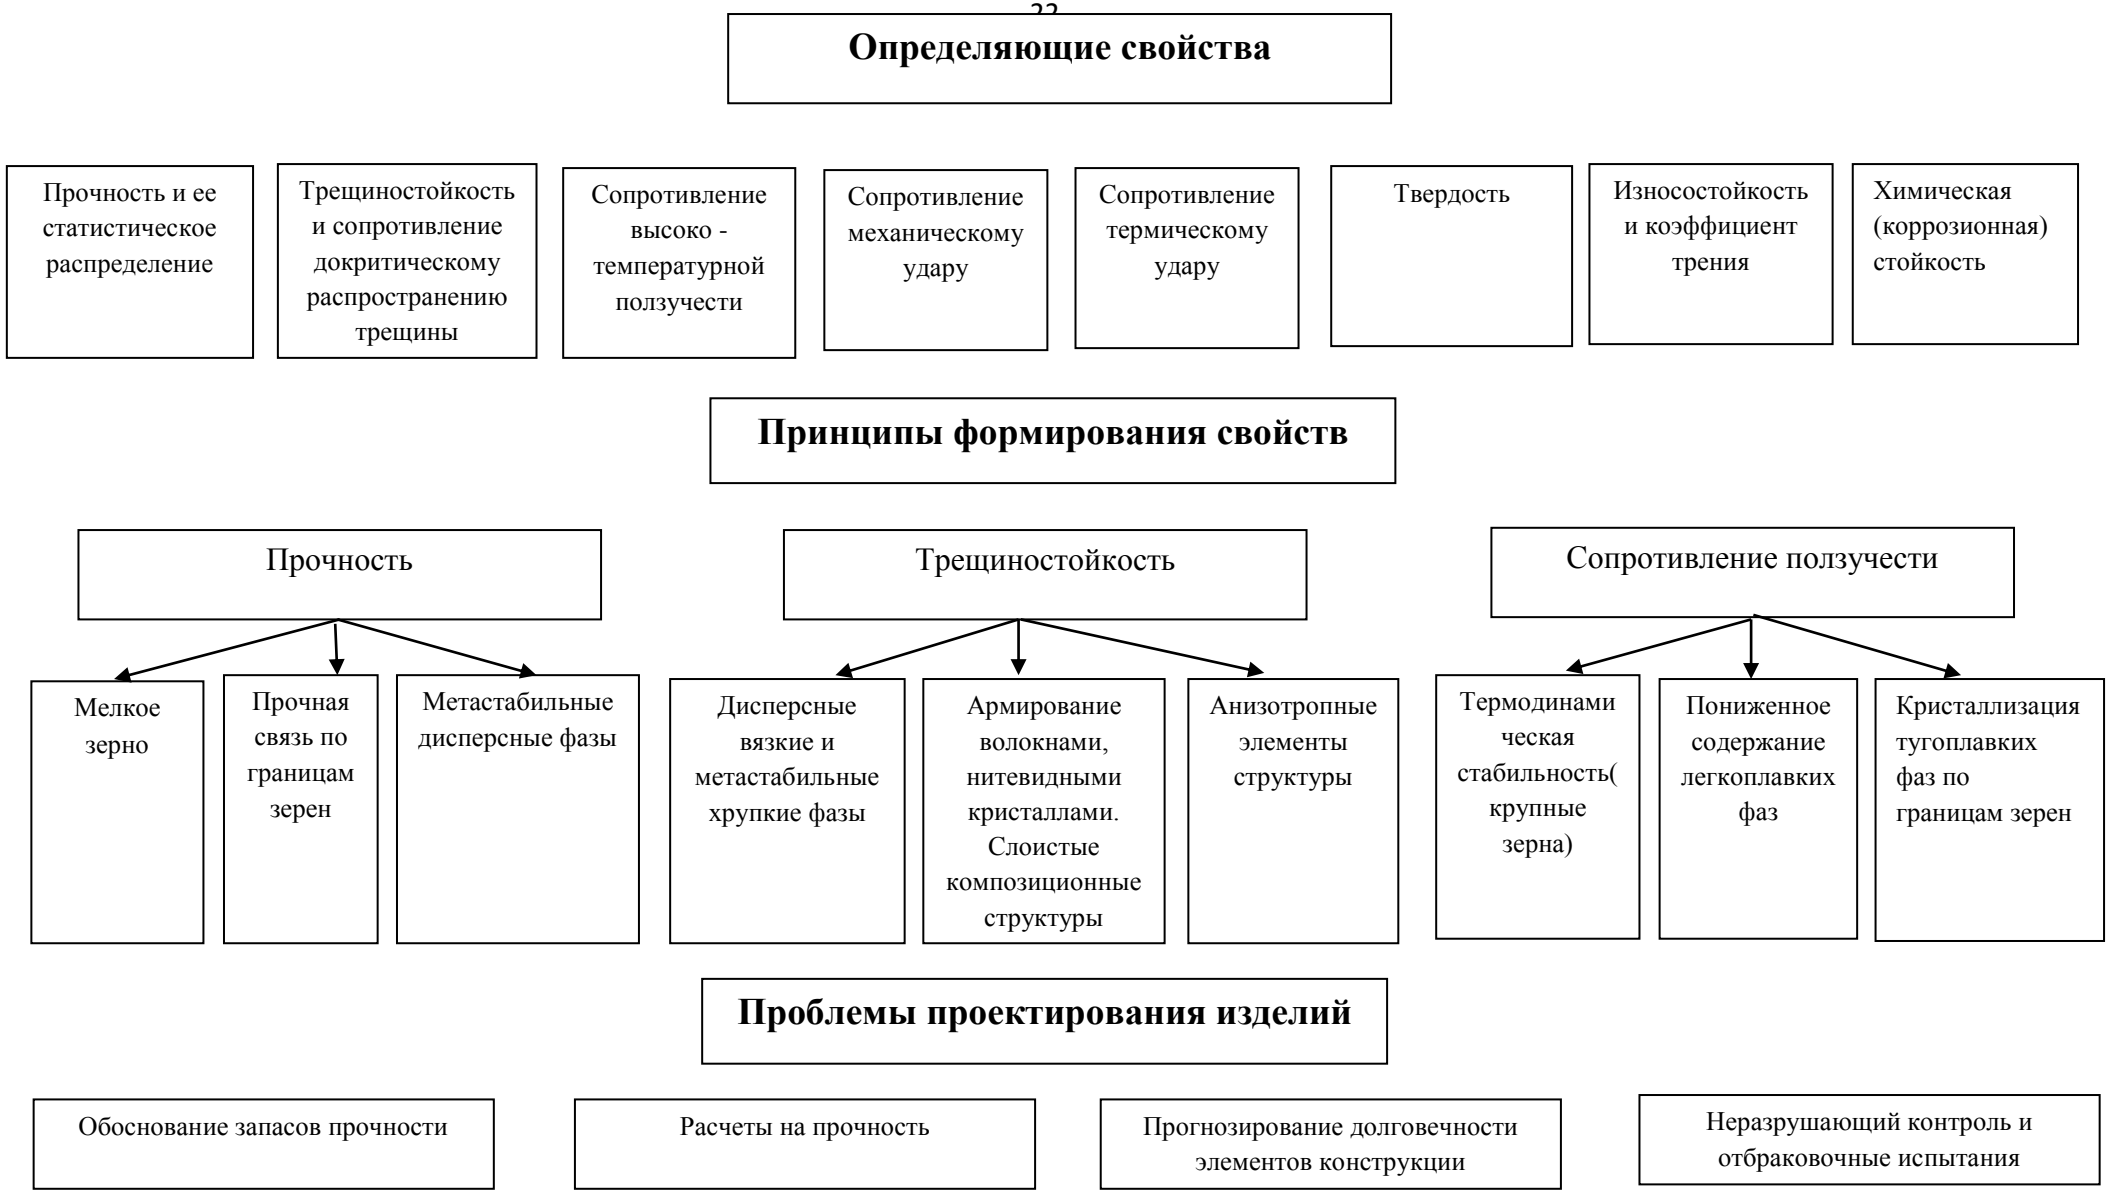 22
Определяющие свойства
Прочность и ее
статистическое
распределение
Трещиностойкость
и сопротивление
докритическому
распространению
трещины
Сопротивление
высоко -
температурной
ползучести
Сопротивление
механическому
удару
Сопротивление
термическому
удару
Твердость
Износостойкость
и коэффициент
трения
Химическая
(коррозионная)
стойкость
Принципы формирования свойств
Прочность
Трещиностойкость
Сопротивление ползучести
Мелкое
зерно
Прочная
связь по
границам
зерен
Метастабильные
дисперсные фазы
Дисперсные
вязкие и
метастабильные
хрупкие фазы
Армирование
волокнами,
нитевидными
кристаллами.
Слоистые
композиционные
структуры
Анизотропные
элементы
структуры
Термодинами
ческая
стабильность(
крупные
зерна)
Пониженное
содержание
легкоплавких
фаз
Кристаллизация
тугоплавких
фаз по
границам зерен
Проблемы проектирования изделий
Обоснование запасов прочности
Расчеты на прочность
Прогнозирование долговечности
элементов конструкции
Неразрушающий контроль и
отбраковочные испытания